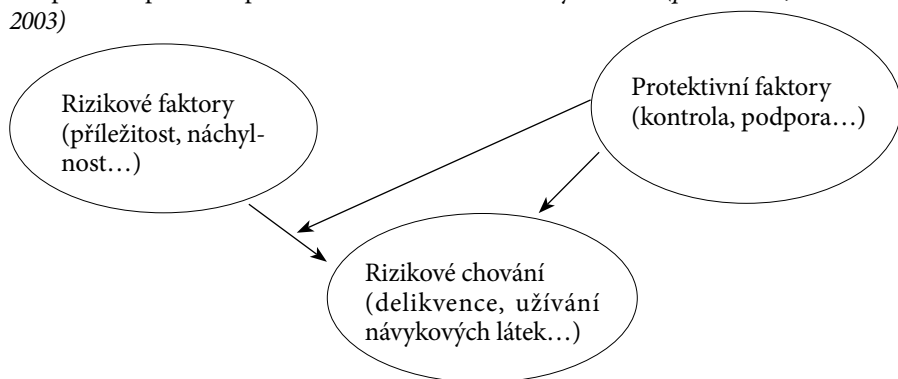 2003)
Rizikové faktory
(příležitost, náchyl-
nost…)
Protektivní faktory
(kontrola, podpora…)
Rizikové chování
(delikvence, užívání
návykových látek…)